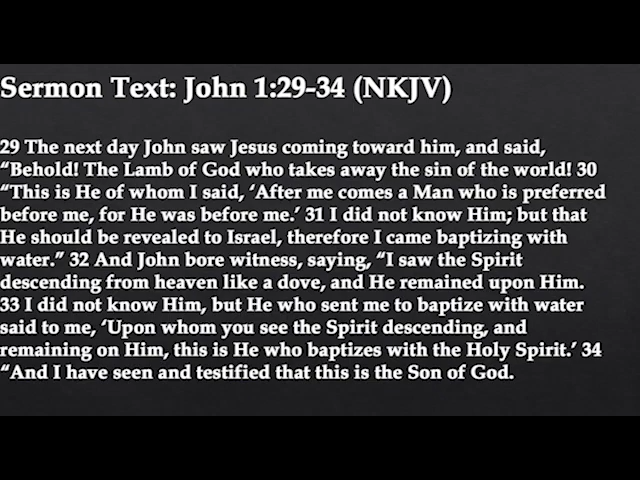 Sermon Text: John 1:29-34 (NKJV)
29 The next day John saw Jesus coming toward him, and said,
“Behold! The Lamb of God who takes away the sin of the world! 30
“This is He of whom I said, ‘After me comes a Man who is preferred
before me, for He was before me.’ 31 I did not know Him; but that
He should be revealed to Israel, therefore I came baptizing with
water.” 32 And John bore witness, saying, “I saw the Spirit
descending from heaven like a dove, and He remained upon Him.
33 I did not know Him, but He who sent me to baptize with water
said to me, ‘Upon whom you see the Spirit descending, and
remaining on Him, this is He who baptizes with the Holy Spirit.’ 34
“And I have seen and testified that this is the Son of God.